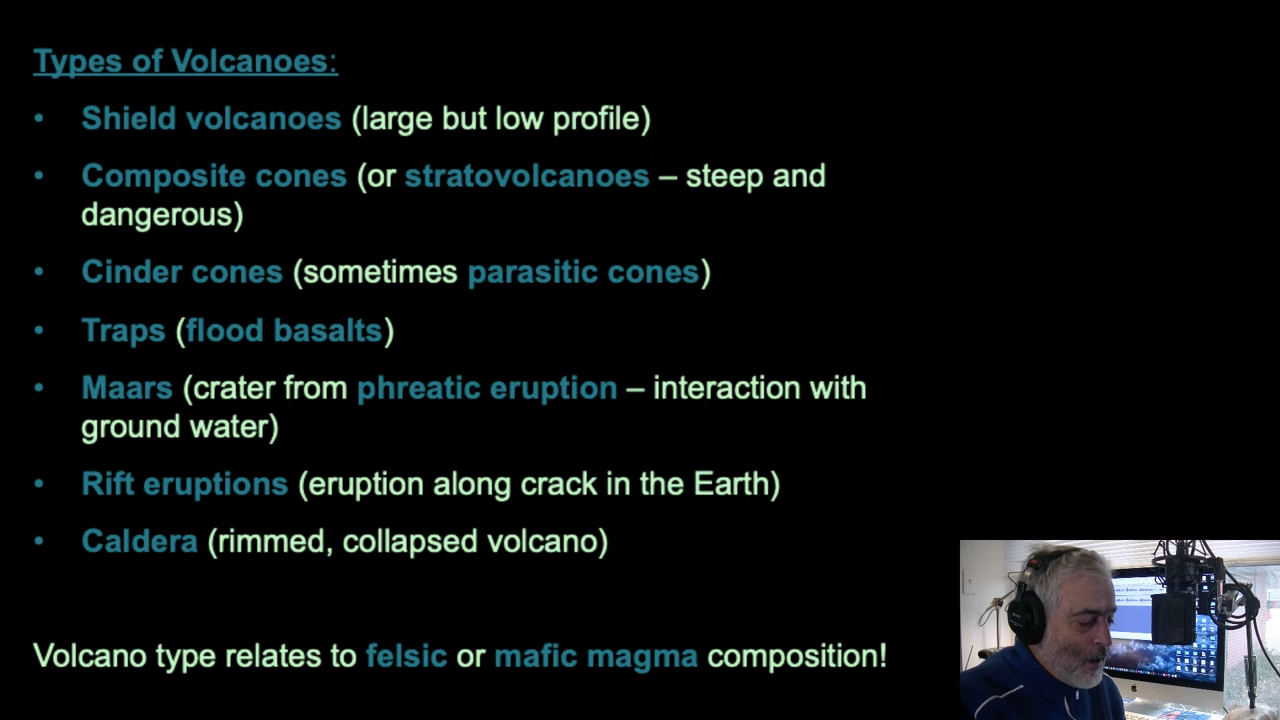 Types of Volcanoes:
• Shield volcanoes (large but low profile)
• Composite cones (or stratovolcanoes – steep and
dangerous)
• Cinder cones (sometimes parasitic cones)
• Traps (flood basalts)
• Maars (crater from phreatic eruption – interaction with
ground water)
• Rift eruptions (eruption along crack in the Earth)
• Caldera (rimmed, collapsed volcano)
Volcano type relates to felsic or mafic magma composition!